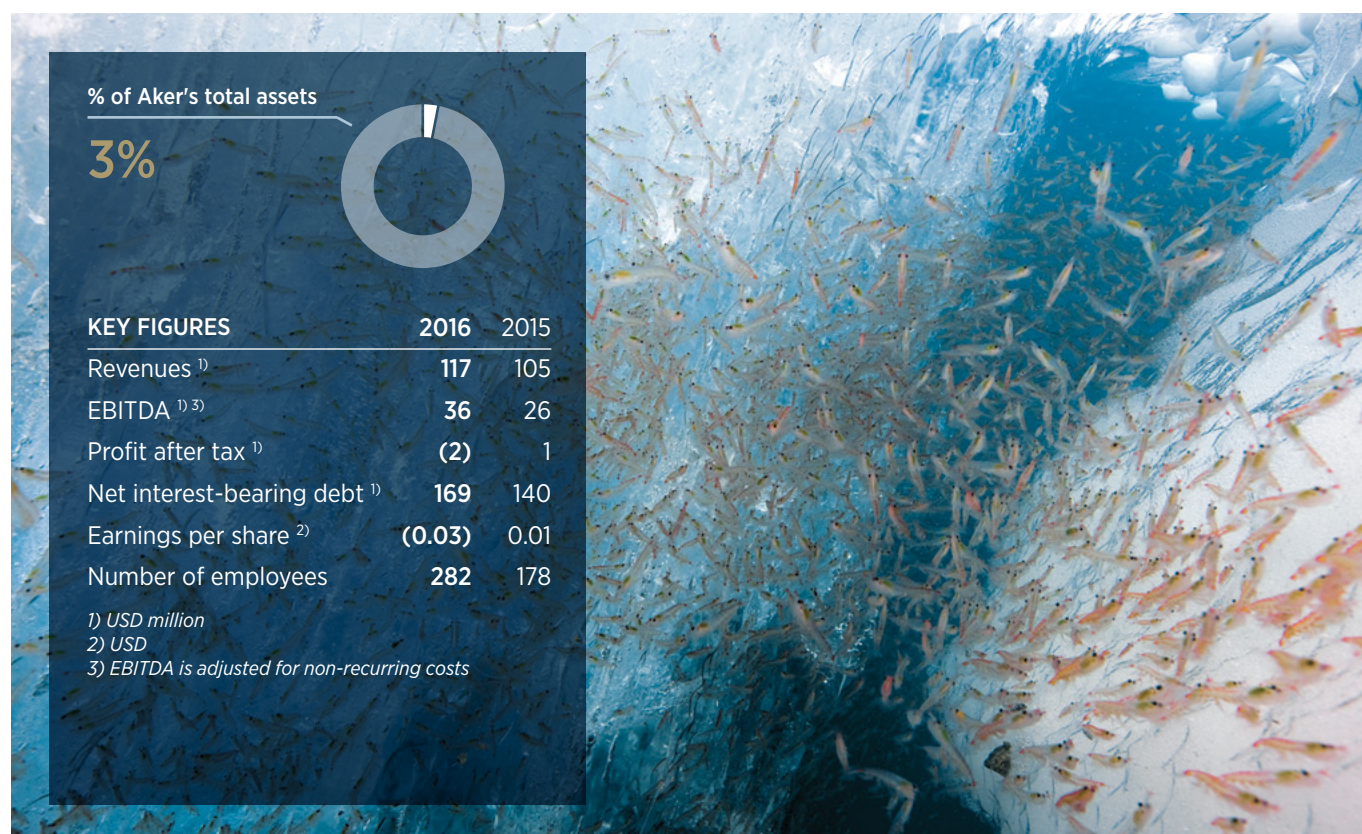 % of Aker's total assets
3%
KEY FIGURES 2016 2015
Revenues 1) 117 105
EBITDA 1) 3) 36 26
Profit after tax 1) (2) 1
Net interest-bearing debt 1) 169 140
Earnings per share 2) (0.03) 0.01
Number of employees 282 178
1) USD million
2) USD
3) EBITDA is adjusted for non-recurring costs